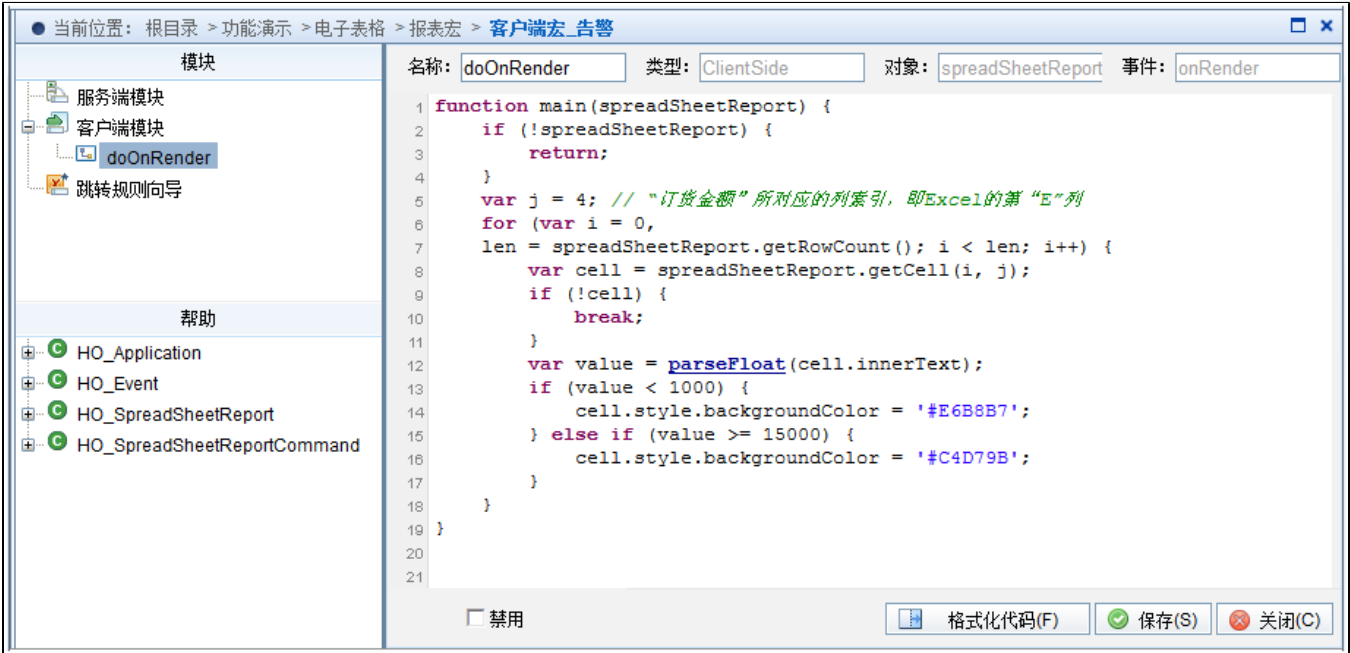 当前位置： 根目录 >功能演示 >电子表格 >报表宏 > 客户端宏_告警
模块
服务端模块
客户端模块
doOnRender
跳转规则向导
帮助
HO_Application
HO_Event
HO_SpreadSheetReport
HO_SpreadSheetReportCommand
名称： doOnRender 类型： ClientSide 对象： spreadSheetReport 事件： onRender
1 function main(spreadSheetReport) {
2 if (!spreadSheetReport) {
3 return;
4 }
5 var j = 4; // “订货金额”所对应的列索引，即Excel的第“E”列
6 for (var i = 0,
7 len = spreadSheetReport.getRowCount(); i < len; i++) {
8 var cell = spreadSheetReport.getCell(i, j);
9 if (!cell) {
10 break;
11 }
12 var value = parseFloat(cell.innerText);
13 if (value < 1000) {
14 cell.style.backgroundColor = '#E6B8B7';
15 } else if (value >= 15000) {
16 cell.style.backgroundColor = '#C4D79B';
17 }
18 }
19 }
20
21
禁用 格式化代码(F) 保存(S) 关闭(C)